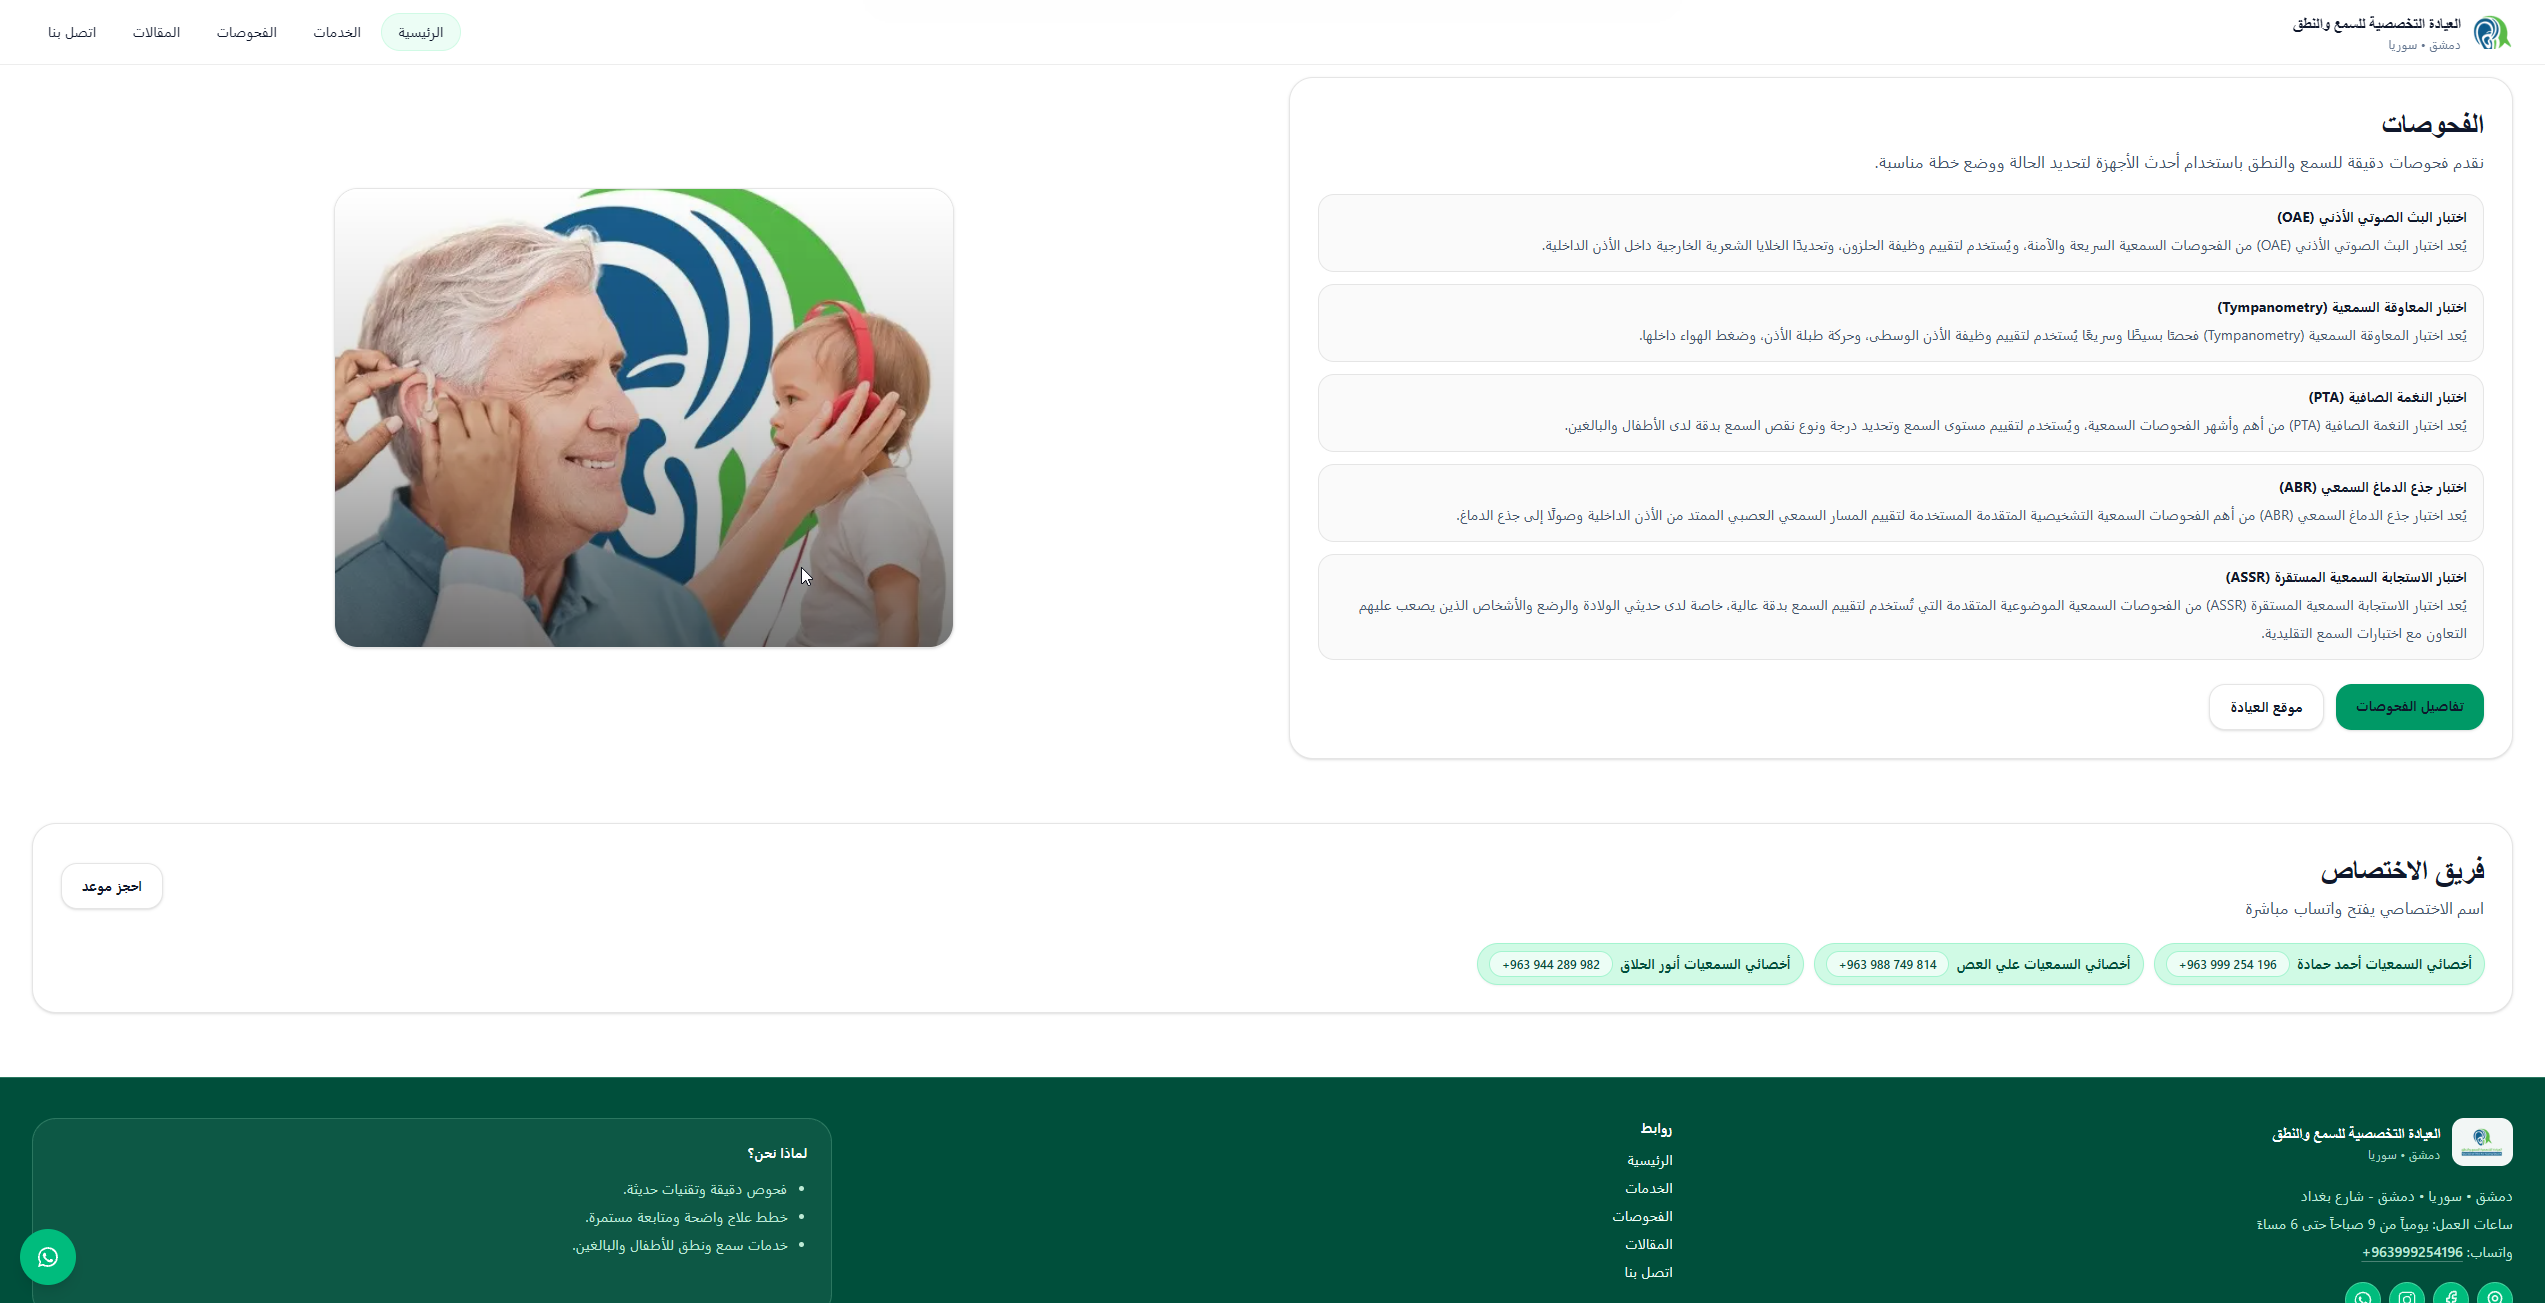 العيادة التخصصية للسمع والنطق
دمشق • سوريا
الرئيسية
الخدمات
الفحوصات
المقالات
اتصل بنا
الفحوصات
نقدم فحوصات دقيقة للسمع والنطق باستخدام أحدث الأجهزة لتحديد الحالة ووضع خطة مناسبة.
اختبار البث الصوتي الأذني (OAE)
يُعد اختبار البث الصوتي الأذني (OAE) من الفحوصات السمعية السريعة والآمنة، ويُستخدم لتقييم وظيفة الحلزون، وتحديدًا الخلايا الشعرية الخارجية داخل الأذن الداخلية.
اختبار المعاوقة السمعية (Tympanometry)
يُعد اختبار المعاوقة السمعية (Tympanometry) فحصًا بسيطًا وسريعًا يُستخدم لتقييم وظيفة الأذن الوسطى، وحركة طبلة الأذن، وضغط الهواء داخلها.
اختبار النغمة الصافية (PTA)
يُعد اختبار النغمة الصافية (PTA) من أهم وأشهر الفحوصات السمعية، ويُستخدم لتقييم مستوى السمع وتحديد درجة ونوع نقص السمع بدقة لدى الأطفال والبالغين.
اختبار جذع الدماغ السمعي (ABR)
يُعد اختبار جذع الدماغ السمعي (ABR) من أهم الفحوصات السمعية التشخيصية المتقدمة المستخدمة لتقييم المسار السمعي العصبي الممتد من الأذن الداخلية وصولًا إلى جذع الدماغ.
اختبار الاستجابة السمعية المستقرة (ASSR)
يُعد اختبار الاستجابة السمعية المستقرة (ASSR) من الفحوصات السمعية الموضوعية المتقدمة التي تُستخدم لتقييم السمع بدقة عالية، خاصة لدى حديثي الولادة والرضع والأشخاص الذين يصعب عليهم
التعاون مع اختبارات السمع التقليدية.
تفاصيل الفحوصات
موقع العيادة
فريق الاختصاص
اسم الاختصاصي يفتح واتساب مباشرة
احجز موعد
أخصائي السمعيات أحمد حمادة +963 999 254 196
أخصائي السمعيات علي العص +963 988 749 814
أخصائي السمعيات أنور الحلاق +963 944 289 982
العيادة التخصصية للسمع والنطق
دمشق • سوريا
دمشق • سوريا • دمشق - شارع بغداد
ساعات العمل: يومياً من 9 صباحاً حتى 6 مساءً
واتساب: 963999254196+
روابط
الرئيسية
الخدمات
الفحوصات
المقالات
اتصل بنا
لماذا نحن؟
• فحوص دقيقة وتقنيات حديثة.
• خطط علاج واضحة ومتابعة مستمرة.
• خدمات سمع ونطق للأطفال والبالغين.